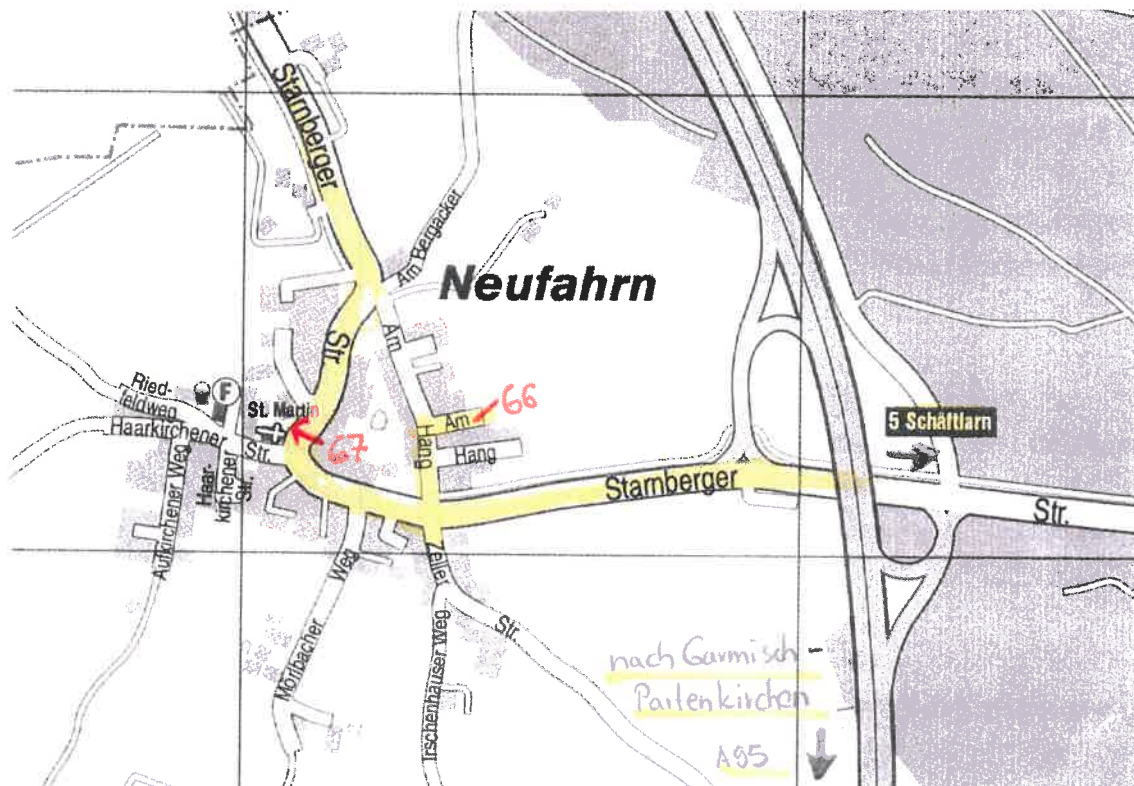 Starnberger
Am Bergacker
Neufahrn
Str.
Am
Ried-
feldweg
F
St. Martin
66
Am
Hang
Hang
5 Schäftlarn
Haarkirchener
Str.
67
Haar-
kirchener
Str.
Aufkirchener Weg
Starnberger
Str.
Zeller
Str.
Weg
Mörlbacher
Irschenhauser Weg
nach Garmisch -
Partenkirchen
A95